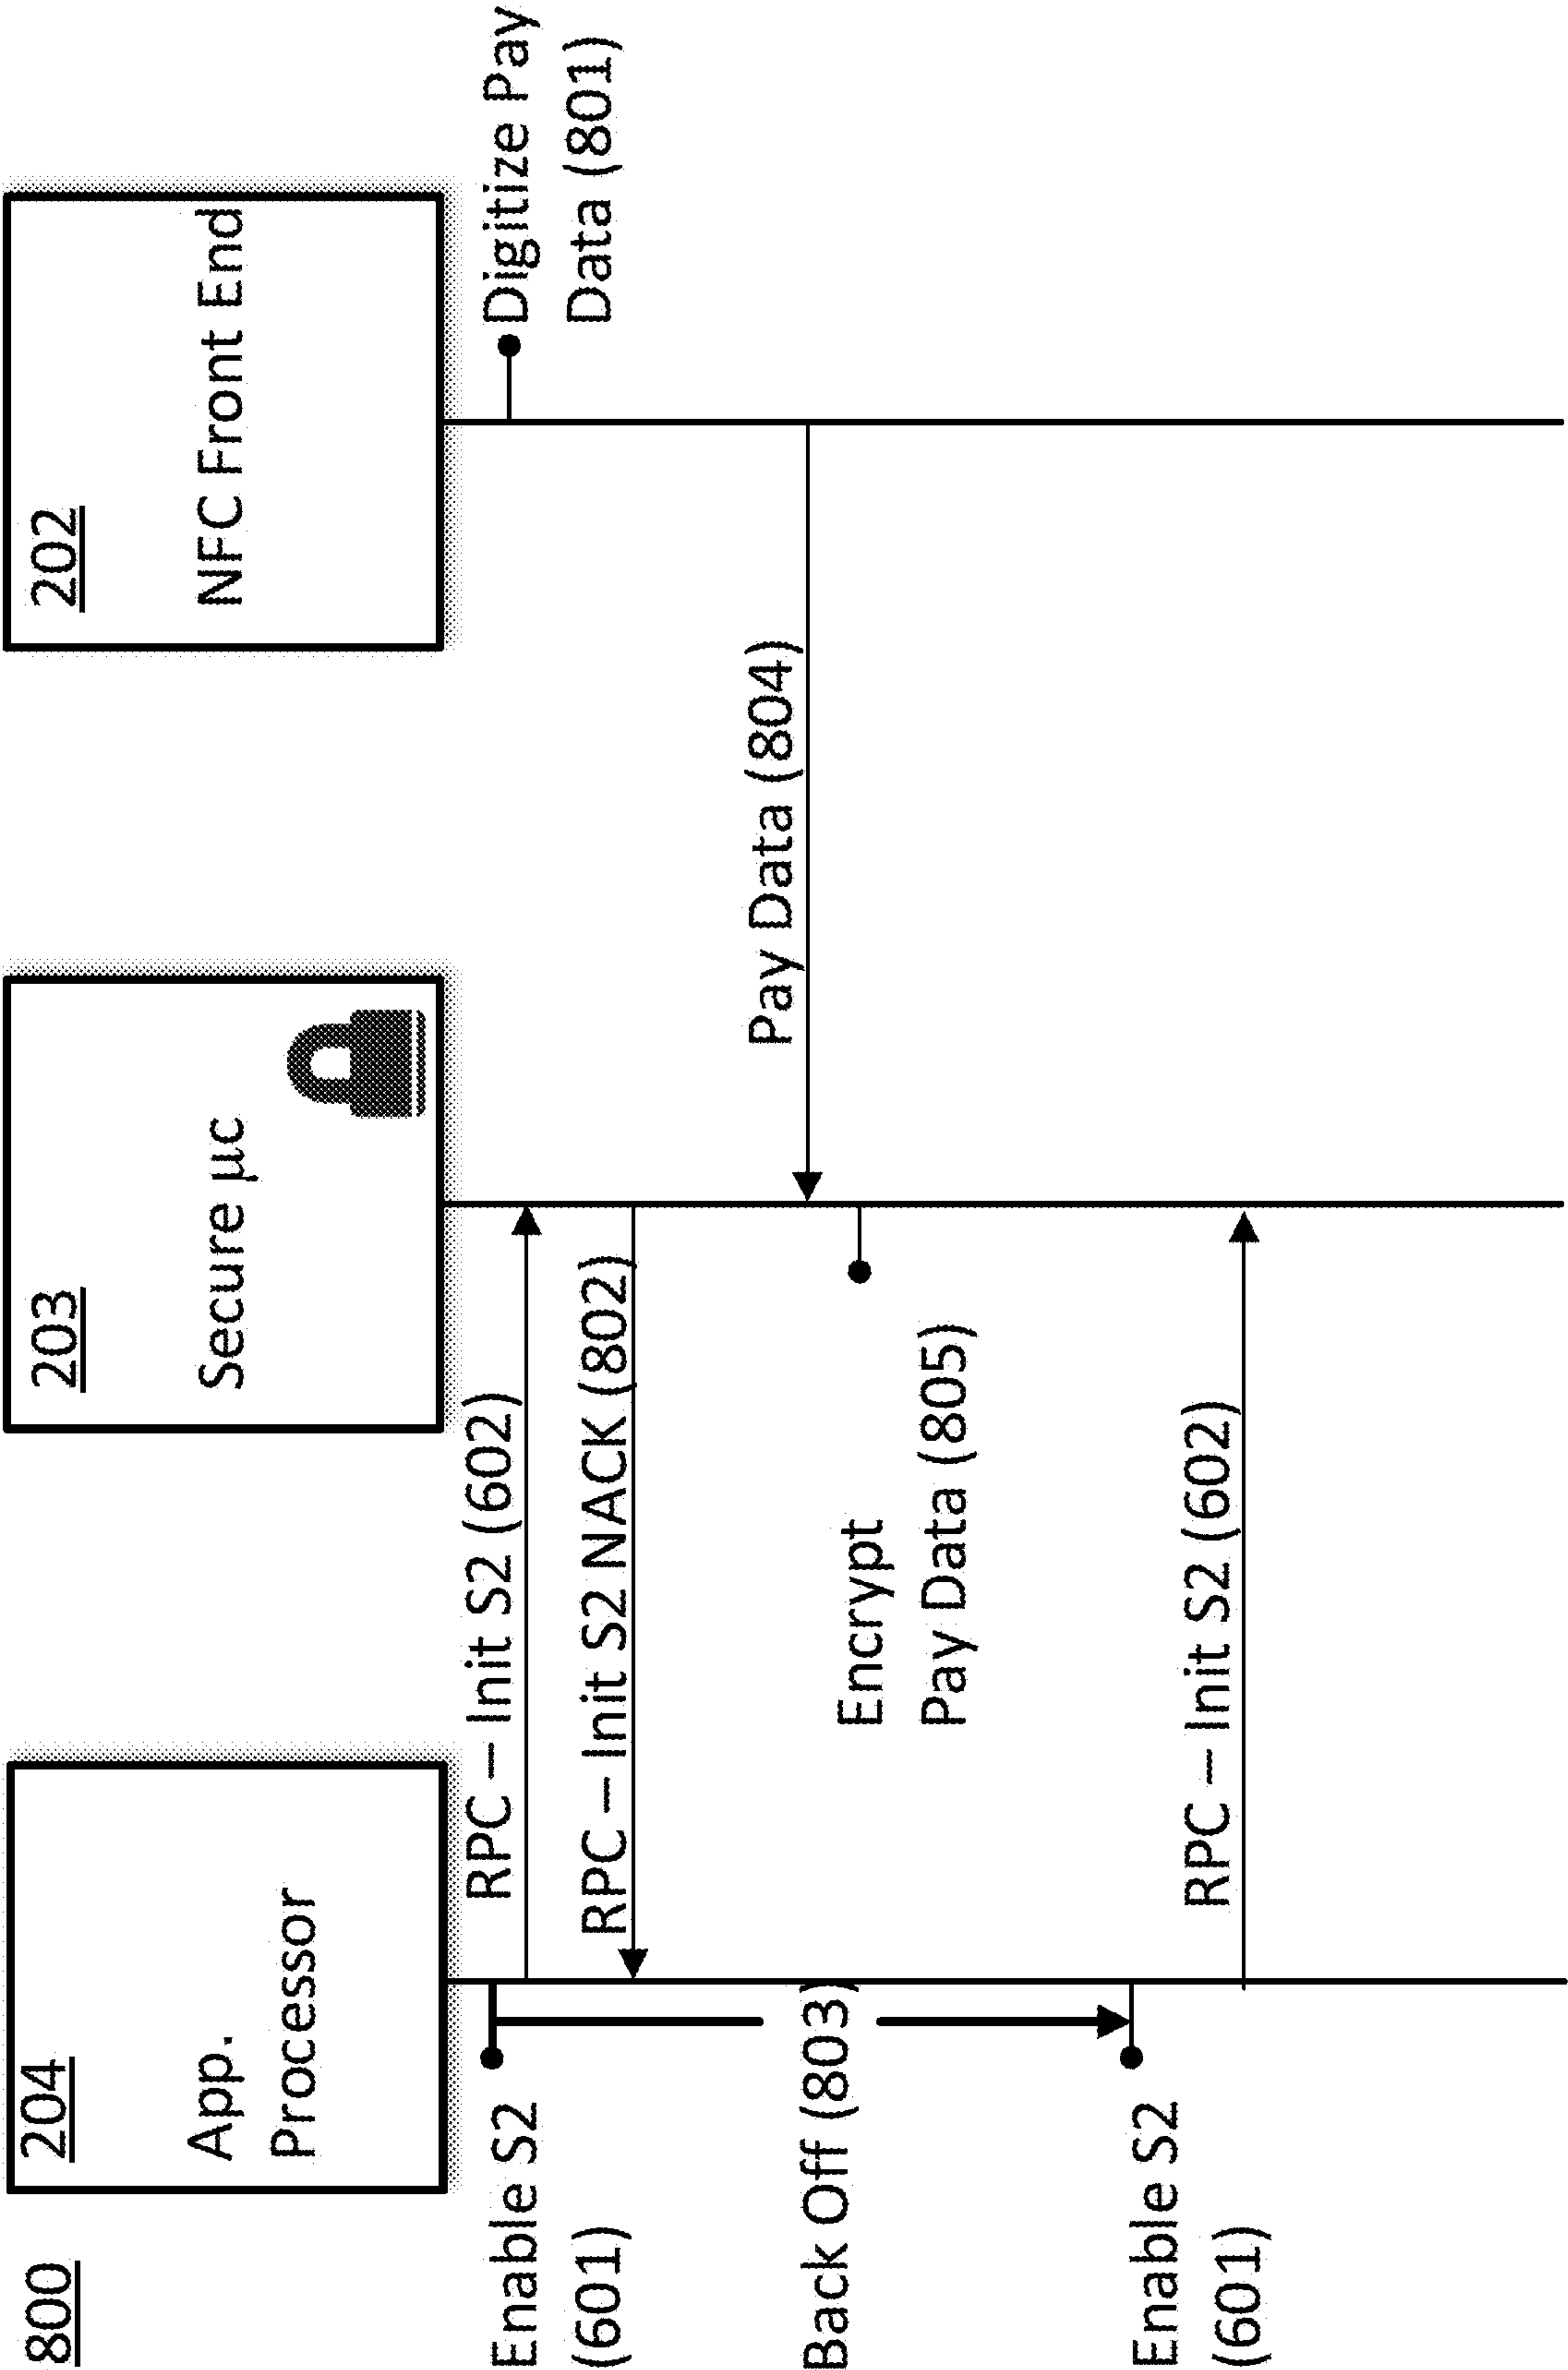 800
204
App.
Processor
203
Secure µc
202
NFC Front End
Enable S2
(601)
RPC – Init S2 (602)
Digitize Pay
Data (801)
RPC – Init S2 NACK (802)
Pay Data (804)
Back Off (803)
Encrypt
Pay Data (805)
Enable S2
(601)
RPC – Init S2 (602)